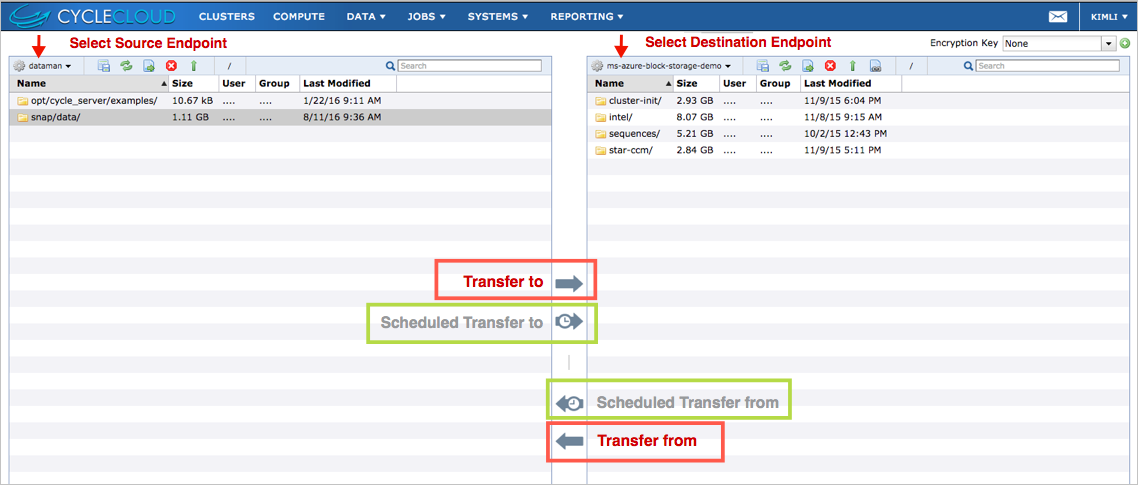 CYCLECLOUD CLUSTERS COMPUTE DATA JOBS SYSTEMS REPORTING KIMLI
Select Source Endpoint Select Destination Endpoint Encryption Key None
dataman / Search ms-azure-block-storage-demo / Search
Name Size User Group Last Modified Name Size User Group Last Modified
opt/cycle_server/examples/ 10.67 kB .... .... 1/22/16 9:11 AM cluster-init/ 2.93 GB .... .... 11/9/15 6:04 PM
snap/data/ 1.11 GB .... .... 8/11/16 9:36 AM intel/ 8.07 GB .... .... 11/8/15 9:15 AM
sequences/ 5.21 GB .... .... 10/2/15 12:43 PM
star-ccm/ 2.84 GB .... .... 11/9/15 5:11 PM
Transfer to
Scheduled Transfer to
Scheduled Transfer from
Transfer from